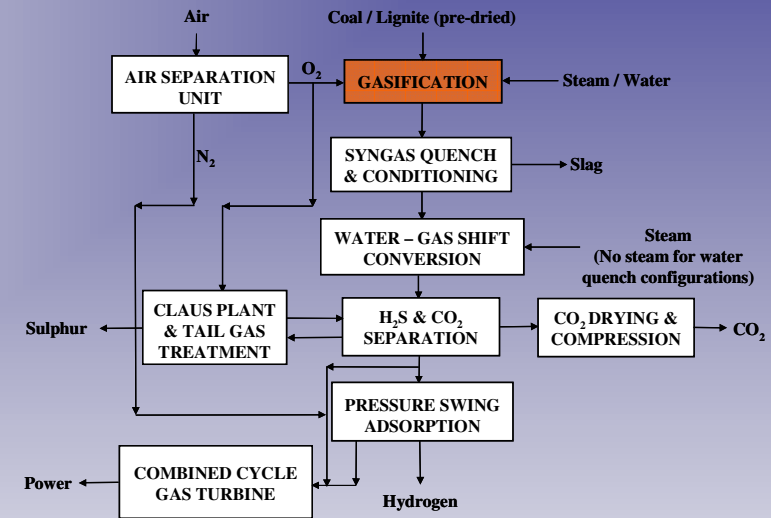 Air
Coal / Lignite (pre-dried)
AIR SEPARATION
UNIT
O₂
GASIFICATION
Steam / Water
N₂
SYNGAS QUENCH
& CONDITIONING
Slag
WATER – GAS SHIFT
CONVERSION
Steam
(No steam for water
quench configurations)
Sulphur
CLAUS PLANT
& TAIL GAS
TREATMENT
H₂S & CO₂
SEPARATION
CO₂ DRYING &
COMPRESSION
CO₂
PRESSURE SWING
ADSORPTION
Power
COMBINED CYCLE
GAS TURBINE
Hydrogen